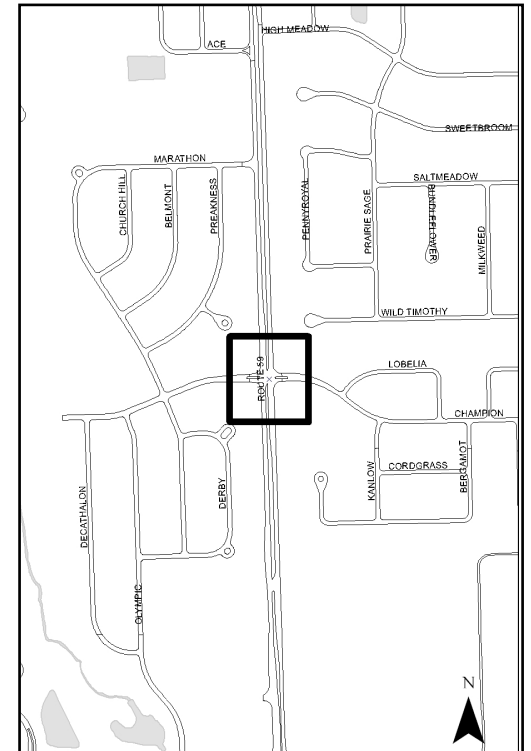 HIGH MEADOW
ACE
SWEETBROOM
MARATHON
SALTMEADOW
CHURCH HILL
BELMONT
PREAKNESS
PENNYROYAL
PRAIRIE SAGE
BUNDLEFLOWER
MILKWEED
WILD TIMOTHY
ROUTE 59
LOBELIA
CHAMPION
DECATHALON
DERBY
KANLOW
CORDGRASS
BERGAMOT
OLYMPIC
N